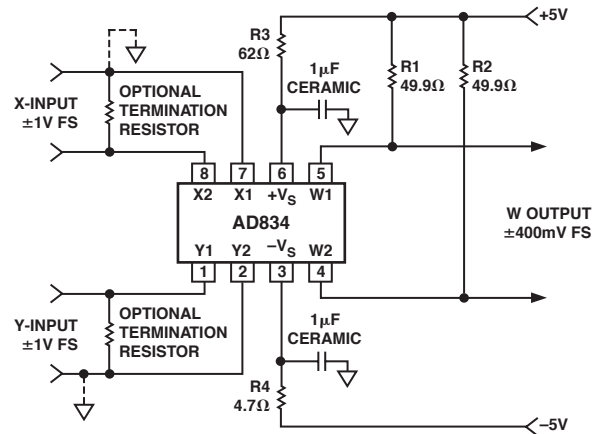 +5V
R3
62Ω
1μF
CERAMIC
R1
49.9Ω
R2
49.9Ω
X-INPUT
±1V FS
OPTIONAL
TERMINATION
RESISTOR
8
7
6
5
X2
X1
+VS
W1
AD834
Y1
Y2
–VS
W2
1
2
3
4
W OUTPUT
±400mV FS
Y-INPUT
±1V FS
OPTIONAL
TERMINATION
RESISTOR
1μF
CERAMIC
R4
4.7Ω
–5V